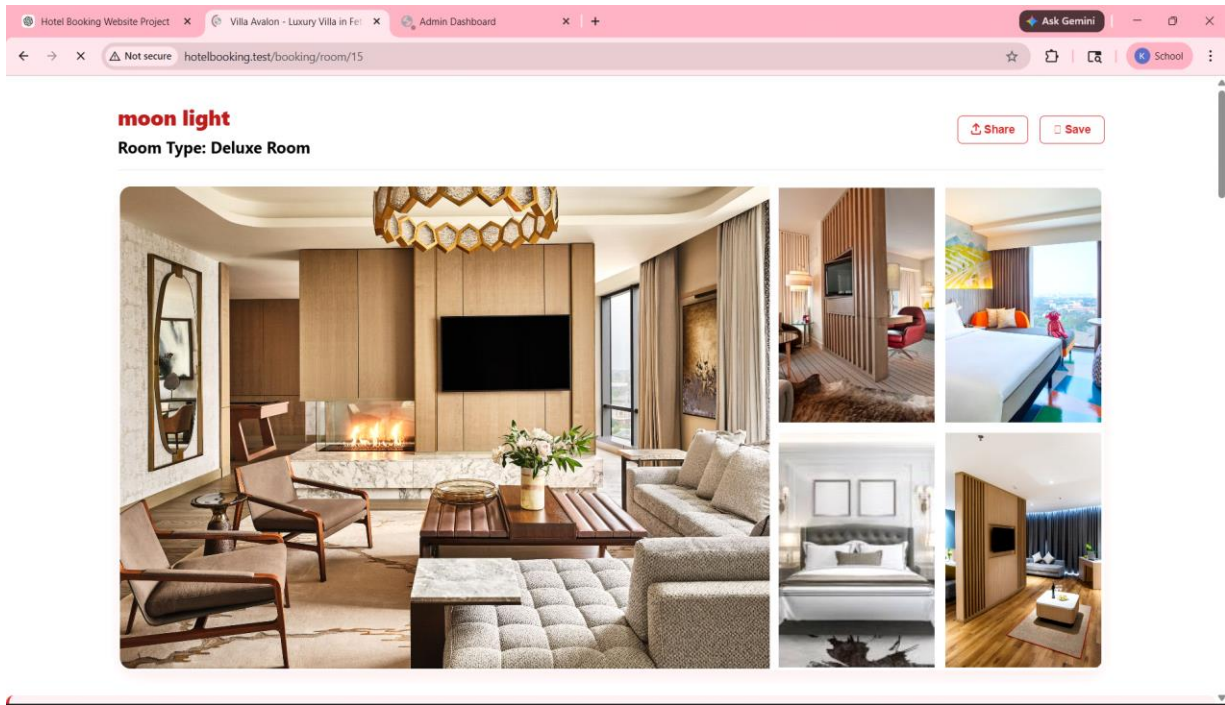 Hotel Booking Website Project
Villa Avalon - Luxury Villa in Fet
Admin Dashboard
Ask Gemini
Not secure
hotelbooking.test/booking/room/15
K
School
moon light
Room Type: Deluxe Room
Share
Save